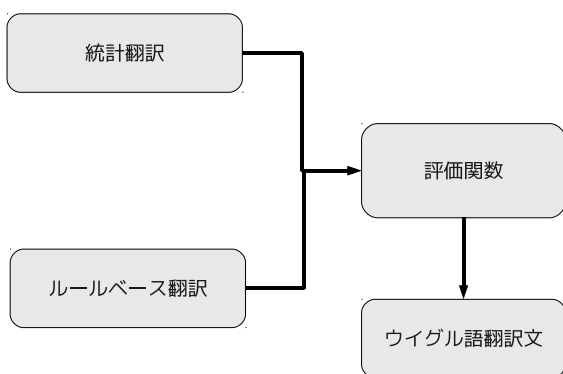 統計翻訳
評価関数
ルールベース翻訳
ウイグル語翻訳文